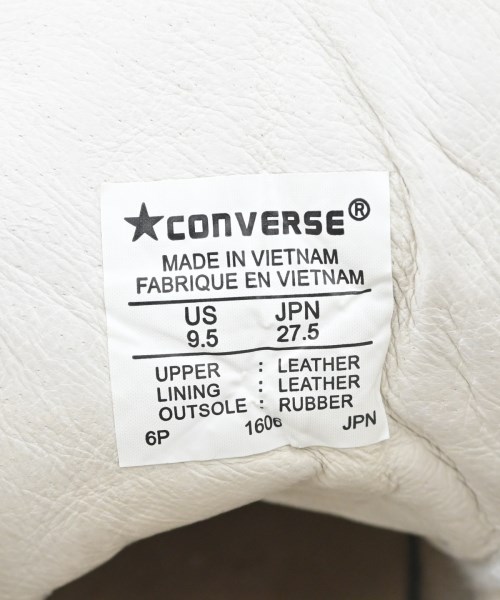 ★CONVERSE®
MADE IN VIETNAM
FABRIQUE EN VIETNAM
US JPN
9.5 27.5
UPPER : LEATHER
LINING : LEATHER
OUTSOLE : RUBBER
6P 1606 JPN